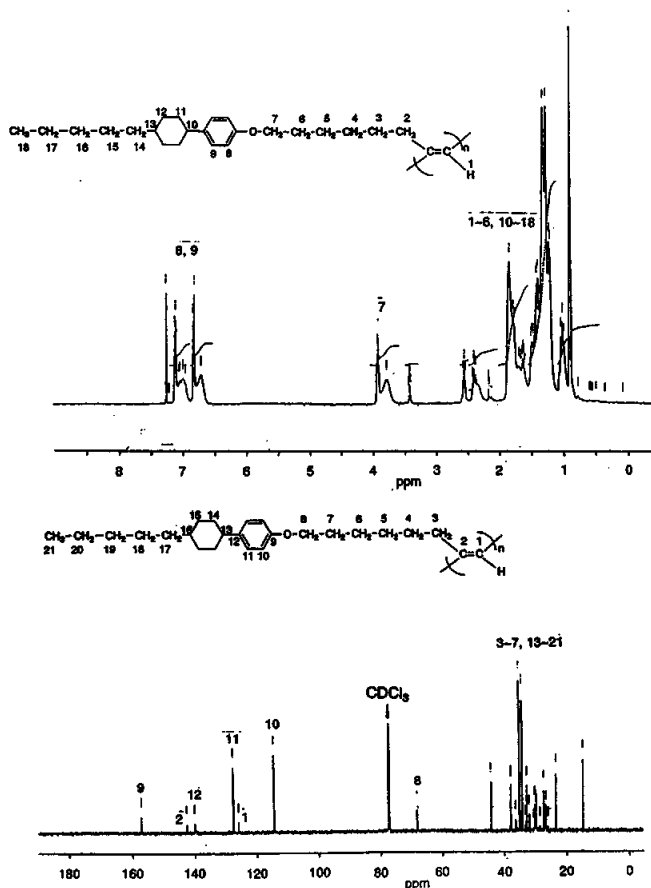 12 11
13 10
CH₃-CH₂-CH₂-CH₂-CH₂ O-CH₂-CH₂-CH₂-CH₂-CH₂-CH₂
18 17 16 15 14 9 8 7 6 5 4 3 2
C=C n
1
H
1~6, 10~18
8, 9
7
8 7 6 5 4 3 2 1 0
ppm
15 14
16 13
CH₃-CH₂-CH₂-CH₂-CH₂ O-CH₂-CH₂-CH₂-CH₂-CH₂-CH₂
21 20 19 18 17 12 11 10 9 8 7 6 5 4 3
2 1
C=C n
H
3~7, 13~21
CDCl₃
10
11
9
12
2
1
8
190 160 140 120 100 80 60 40 20 0
ppm